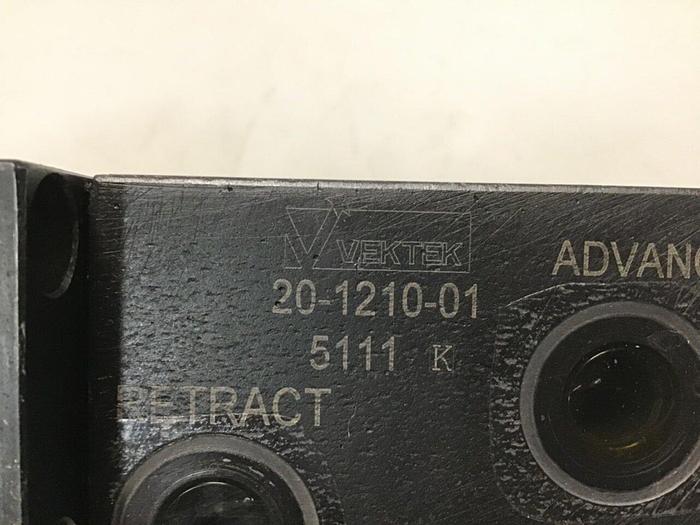 VEKTEK
ADVANC
20-1210-01
5111 K
RETRACT